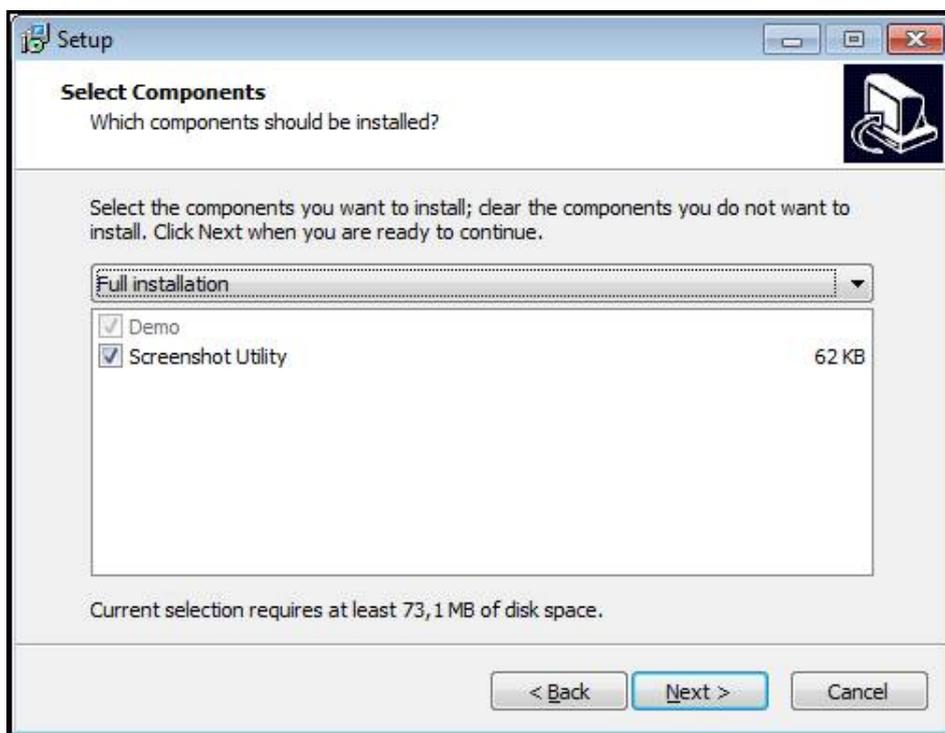 Setup
Select Components
Which components should be installed?
Select the components you want to install; clear the components you do not want to
install. Click Next when you are ready to continue.
Full installation
Demo
Screenshot Utility 62 KB
Current selection requires at least 73,1 MB of disk space.
< Back Next > Cancel